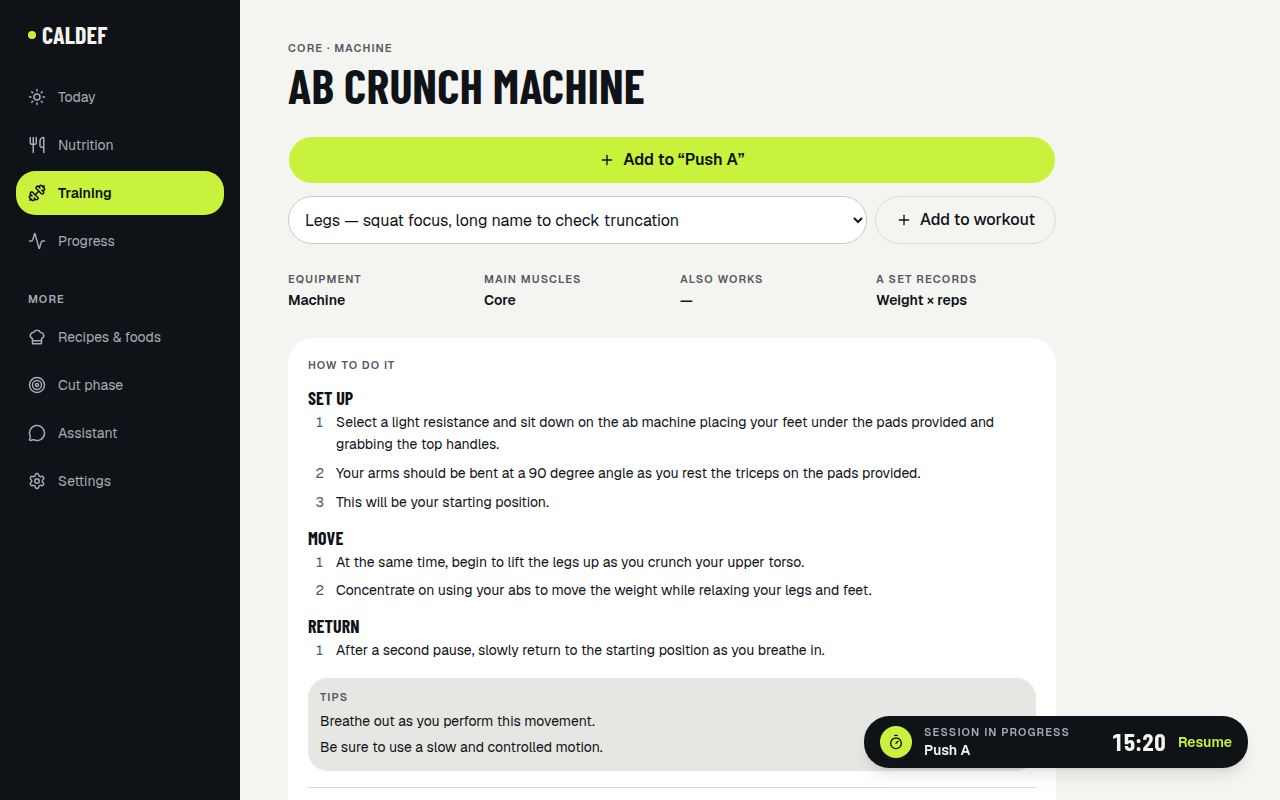 CALDEF
Today
Nutrition
Training
Progress
MORE
Recipes & foods
Cut phase
Assistant
Settings
CORE · MACHINE
AB CRUNCH MACHINE
+ Add to “Push A”
Legs — squat focus, long name to check truncation
+ Add to workout
EQUIPMENT
Machine
MAIN MUSCLES
Core
ALSO WORKS
—
A SET RECORDS
Weight × reps
HOW TO DO IT
SET UP
1 Select a light resistance and sit down on the ab machine placing your feet under the pads provided and
grabbing the top handles.
2 Your arms should be bent at a 90 degree angle as you rest the triceps on the pads provided.
3 This will be your starting position.
MOVE
1 At the same time, begin to lift the legs up as you crunch your upper torso.
2 Concentrate on using your abs to move the weight while relaxing your legs and feet.
RETURN
1 After a second pause, slowly return to the starting position as you breathe in.
TIPS
Breathe out as you perform this movement.
Be sure to use a slow and controlled motion.
SESSION IN PROGRESS
Push A
15:20
Resume